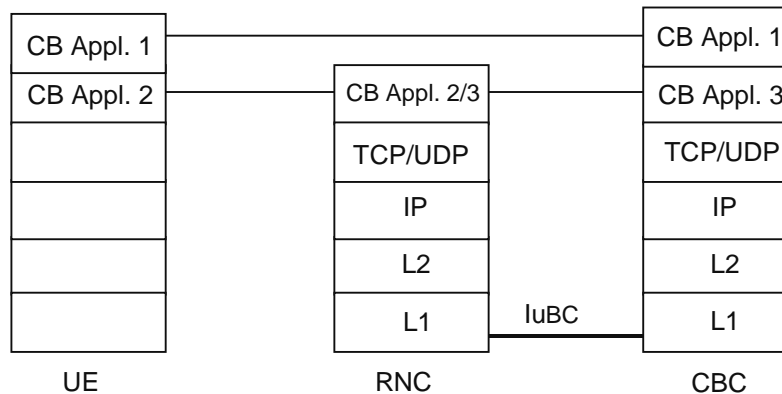 CB Appl. 1
CB Appl. 2
UE
CB Appl. 2/3
TCP/UDP
IP
L2
L1
RNC
IuBC
CB Appl. 1
CB Appl. 3
TCP/UDP
IP
L2
L1
CBC